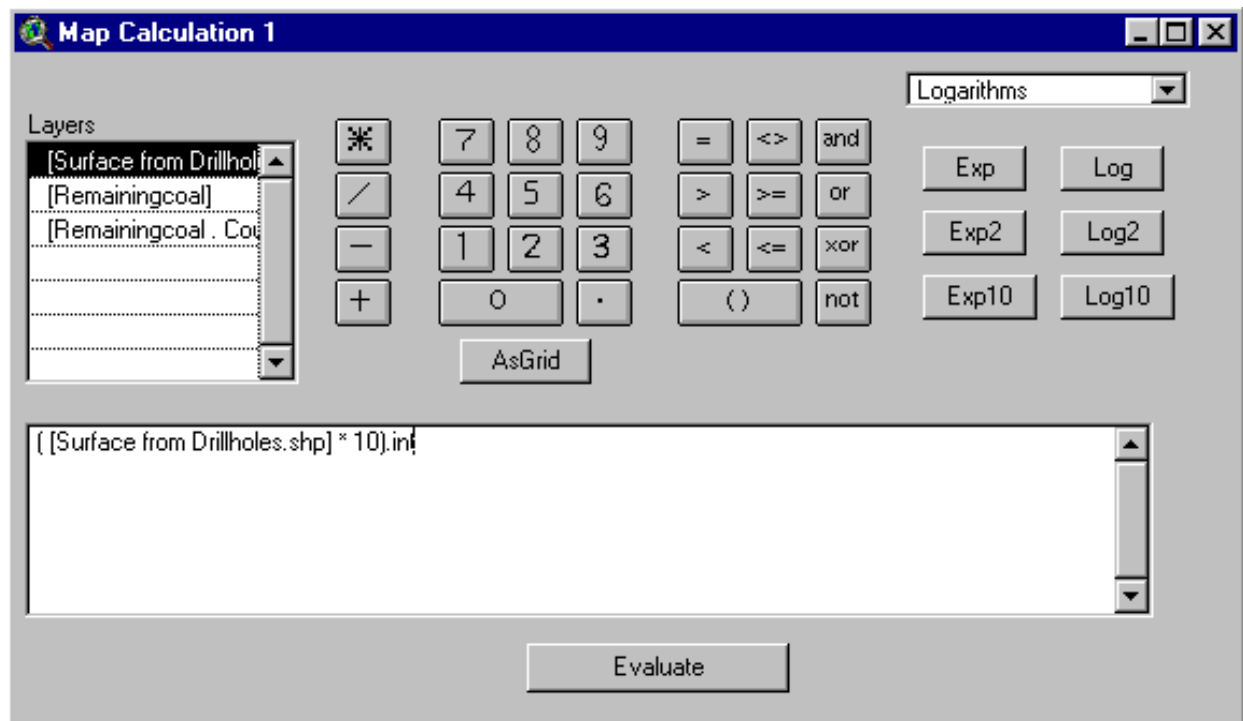 Map Calculation 1
Logarithms
Layers
[Surface from Drillhol
[Remainingcoal]
[Remainingcoal . Cou
* 7 8 9 = <> and
/ 4 5 6 > >= or
- 1 2 3 < <= xor
+ 0 . ( ) not
AsGrid
Exp Log
Exp2 Log2
Exp10 Log10
( [Surface from Drillholes.shp] * 10).int
Evaluate